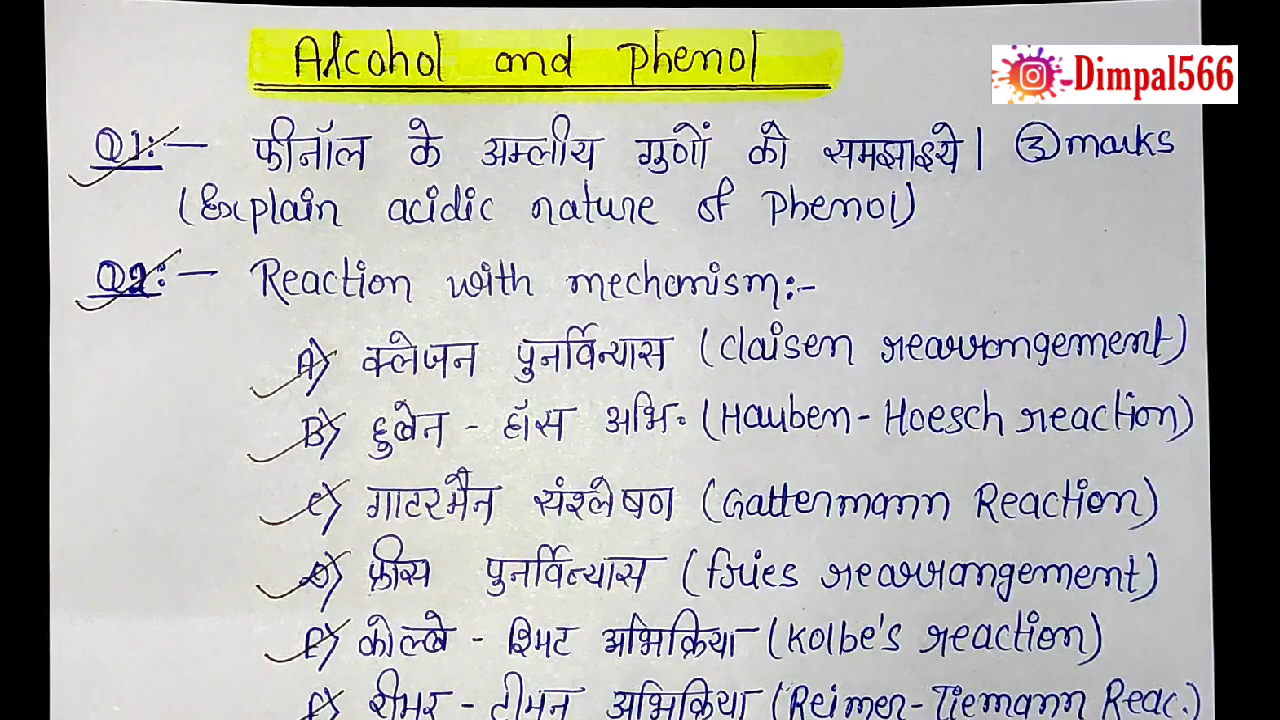 Alcohol and Phenol
-Dimpal566
Q1:- फीनॉल के अम्लीय गुणों को समझाइये। ③ marks
(Explain acidic nature of Phenol)
Q2:- Reaction with mechanism:-
A) क्लेजन पुनर्विन्यास (Claisen rearrangement)
B) हुबेन - हॉस अभि॰ (Hauben-Hoesch reaction)
C) गाटरमैन संश्लेषण (Gattermann Reaction)
D) फ्रीस पुनर्विन्यास (fries rearrangement)
E) कोल्बे - श्मिट अभिक्रिया (Kolbe's reaction)
F) रीमर - टीमन अभिक्रिया (Reimer-Tiemann Reac.)